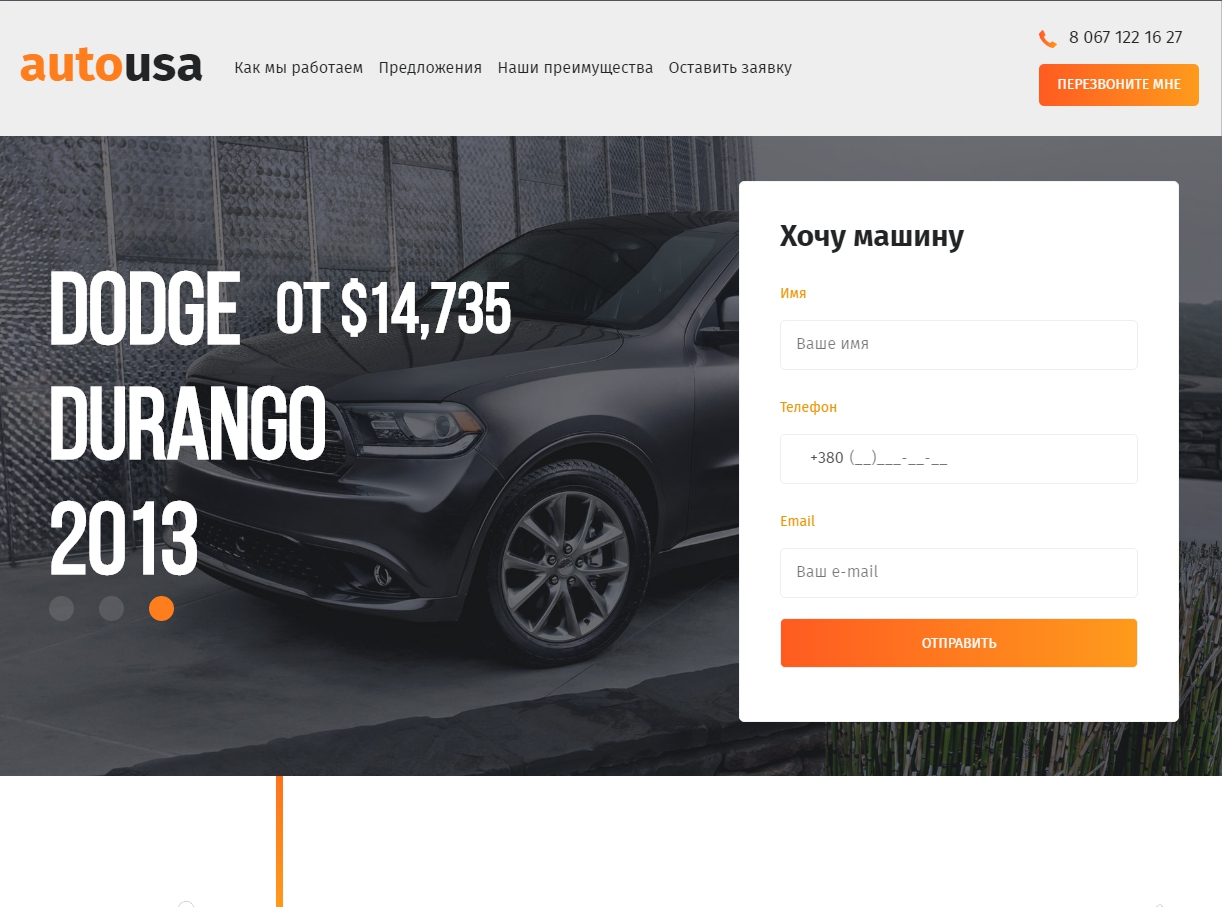 autousa
Как мы работаем Предложения Наши преимущества Оставить заявку
8 067 122 16 27
ПЕРЕЗВОНИТЕ МНЕ
DODGE
DURANGO
2013
ОТ $14,735
Хочу машину
Имя
Ваше имя
Телефон
+380 (__)___-__-__
Email
Ваш e-mail
ОТПРАВИТЬ